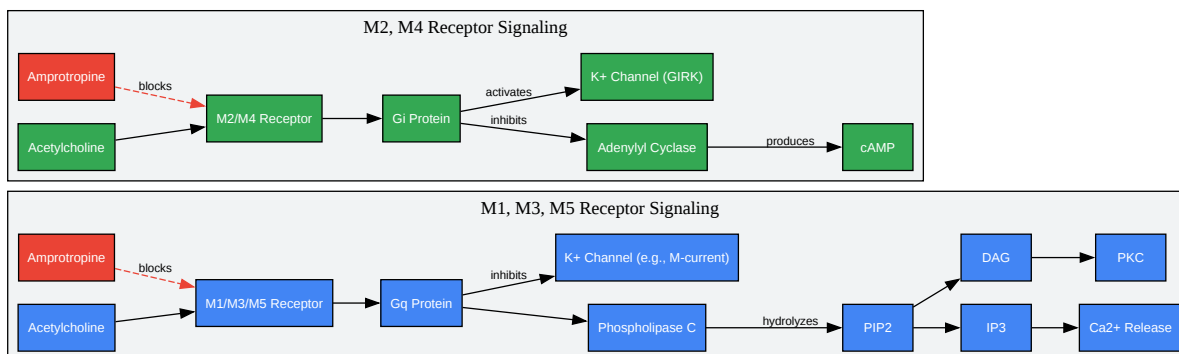 M2, M4 Receptor Signaling
Amprotropine
blocks
Acetylcholine
M2/M4 Receptor
Gi Protein
activates
inhibits
K+ Channel (GIRK)
Adenylyl Cyclase
produces
cAMP
M1, M3, M5 Receptor Signaling
Amprotropine
blocks
Acetylcholine
M1/M3/M5 Receptor
Gq Protein
inhibits
K+ Channel (e.g., M-current)
Phospholipase C
hydrolyzes
PIP2
DAG
PKC
IP3
Ca2+ Release